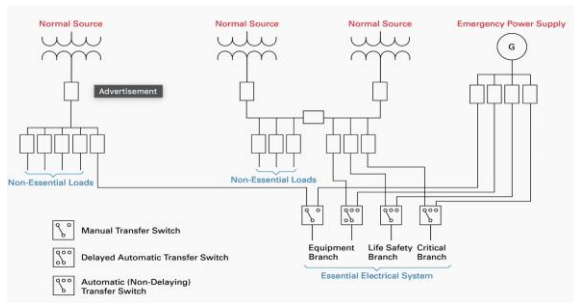 Normal Source
Normal Source
Normal Source
Emergency Power Supply
G
Advertisement
Non-Essential Loads
Non-Essential Loads
Manual Transfer Switch
Delayed Automatic Transfer Switch
Automatic (Non-Delaying)
Transfer Switch
Equipment
Branch
Life Safety
Branch
Critical
Branch
Essential Electrical System